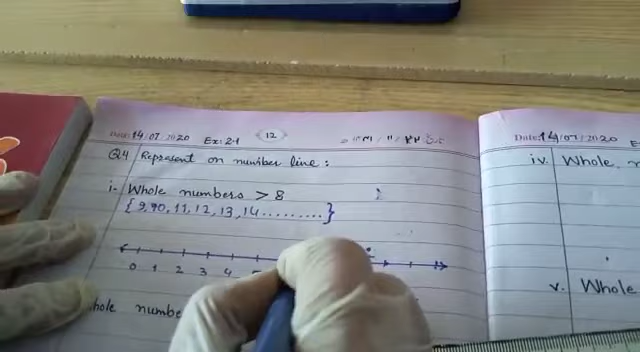 Date: 14/07/2020 Ex: 2.1 12
Q4 Represent on number line:
i. Whole numbers > 8
{9,10,11,12,13,14.........}
0 1 2 3 4
hole numbe
Date: 14/07/2020
iv. Whole
v. Whole